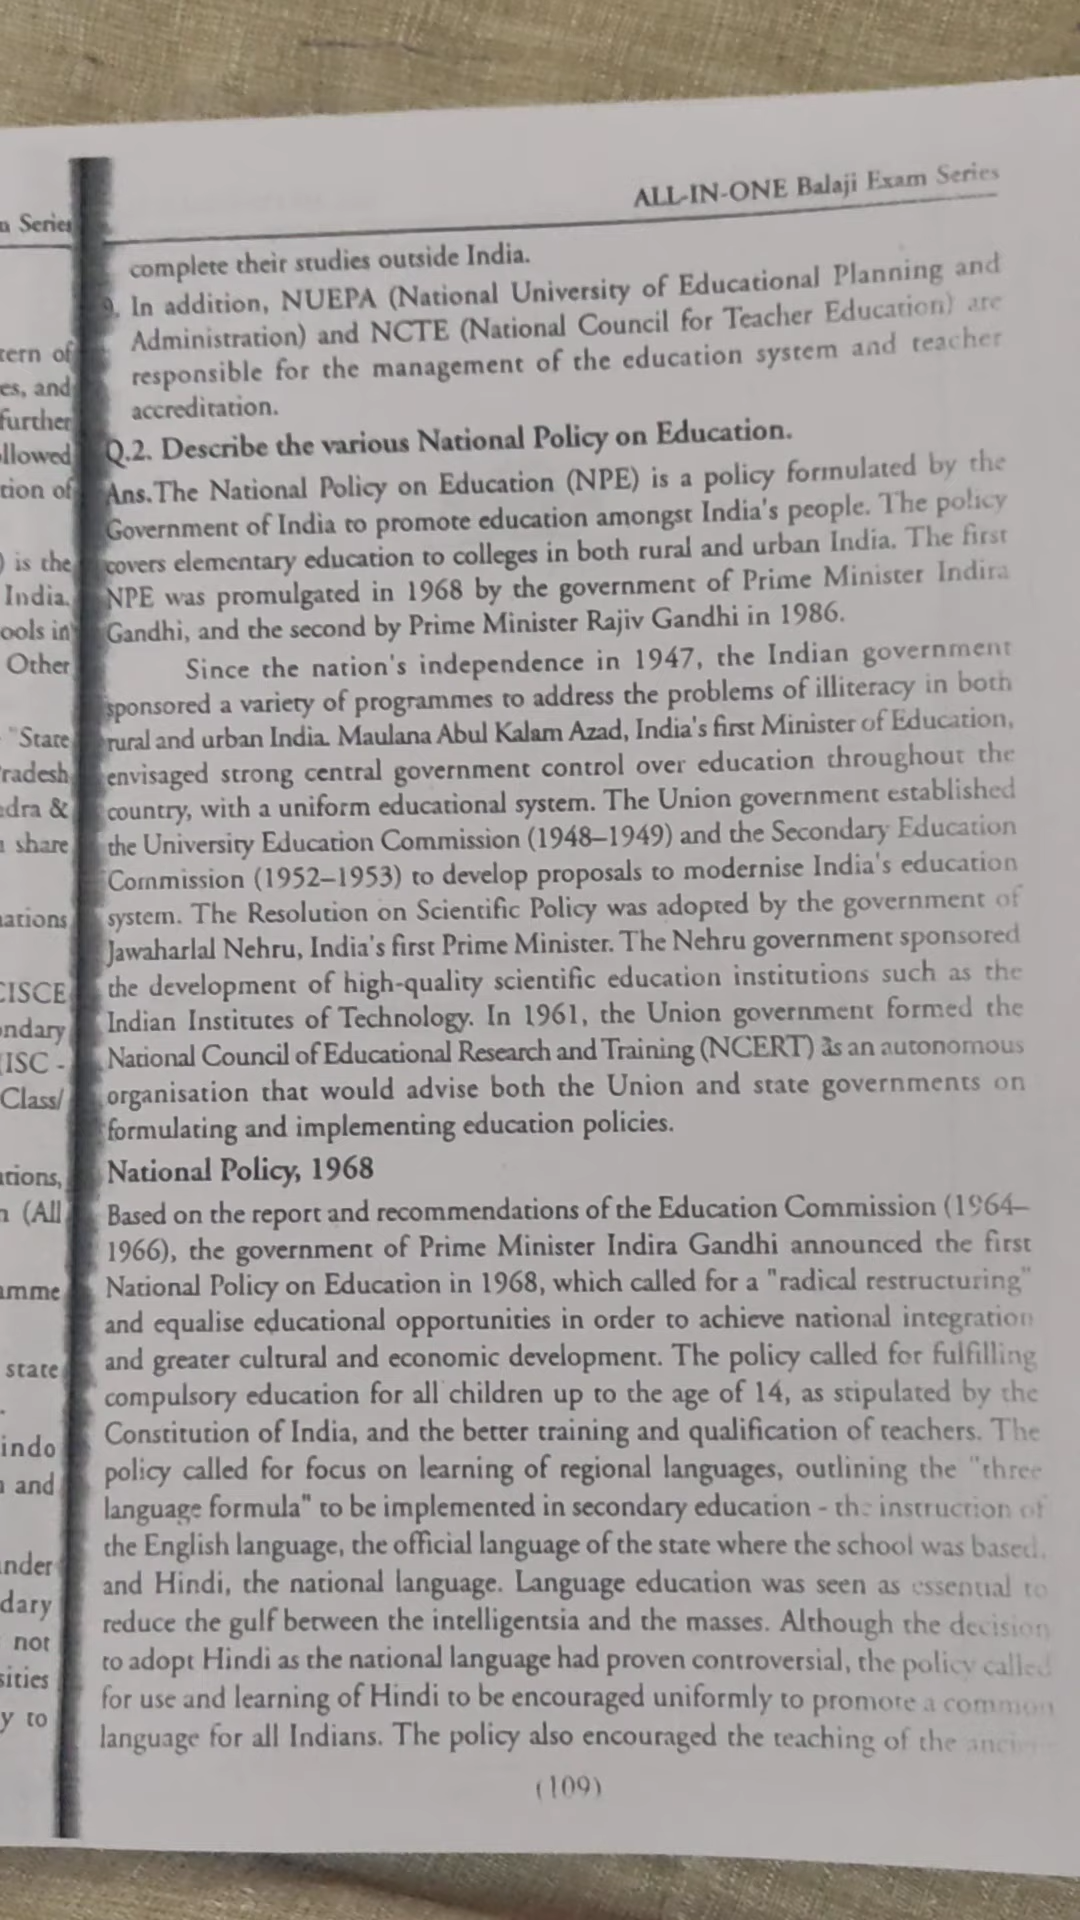 ALL-IN-ONE Balaji Exam Series
complete their studies outside India.
9. In addition, NUEPA (National University of Educational Planning and
Administration) and NCTE (National Council for Teacher Education) are
responsible for the management of the education system and teacher
accreditation.
Q.2. Describe the various National Policy on Education.
Ans.The National Policy on Education (NPE) is a policy formulated by the
Government of India to promote education amongst India's people. The policy
covers elementary education to colleges in both rural and urban India. The first
NPE was promulgated in 1968 by the government of Prime Minister Indira
Gandhi, and the second by Prime Minister Rajiv Gandhi in 1986.
Since the nation's independence in 1947, the Indian government
sponsored a variety of programmes to address the problems of illiteracy in both
rural and urban India. Maulana Abul Kalam Azad, India's first Minister of Education,
envisaged strong central government control over education throughout the
country, with a uniform educational system. The Union government established
the University Education Commission (1948–1949) and the Secondary Education
Commission (1952–1953) to develop proposals to modernise India's education
system. The Resolution on Scientific Policy was adopted by the government of
Jawaharlal Nehru, India's first Prime Minister. The Nehru government sponsored
the development of high-quality scientific education institutions such as the
Indian Institutes of Technology. In 1961, the Union government formed the
National Council of Educational Research and Training (NCERT) as an autonomous
organisation that would advise both the Union and state governments on
formulating and implementing education policies.
National Policy, 1968
Based on the report and recommendations of the Education Commission (1964–
1966), the government of Prime Minister Indira Gandhi announced the first
National Policy on Education in 1968, which called for a "radical restructuring"
and equalise educational opportunities in order to achieve national integration
and greater cultural and economic development. The policy called for fulfilling
compulsory education for all children up to the age of 14, as stipulated by the
Constitution of India, and the better training and qualification of teachers. The
policy called for focus on learning of regional languages, outlining the "three
language formula" to be implemented in secondary education - the instruction of
the English language, the official language of the state where the school was based,
and Hindi, the national language. Language education was seen as essential to
reduce the gulf between the intelligentsia and the masses. Although the decision
to adopt Hindi as the national language had proven controversial, the policy called
for use and learning of Hindi to be encouraged uniformly to promote a common
language for all Indians. The policy also encouraged the teaching of the
(109)